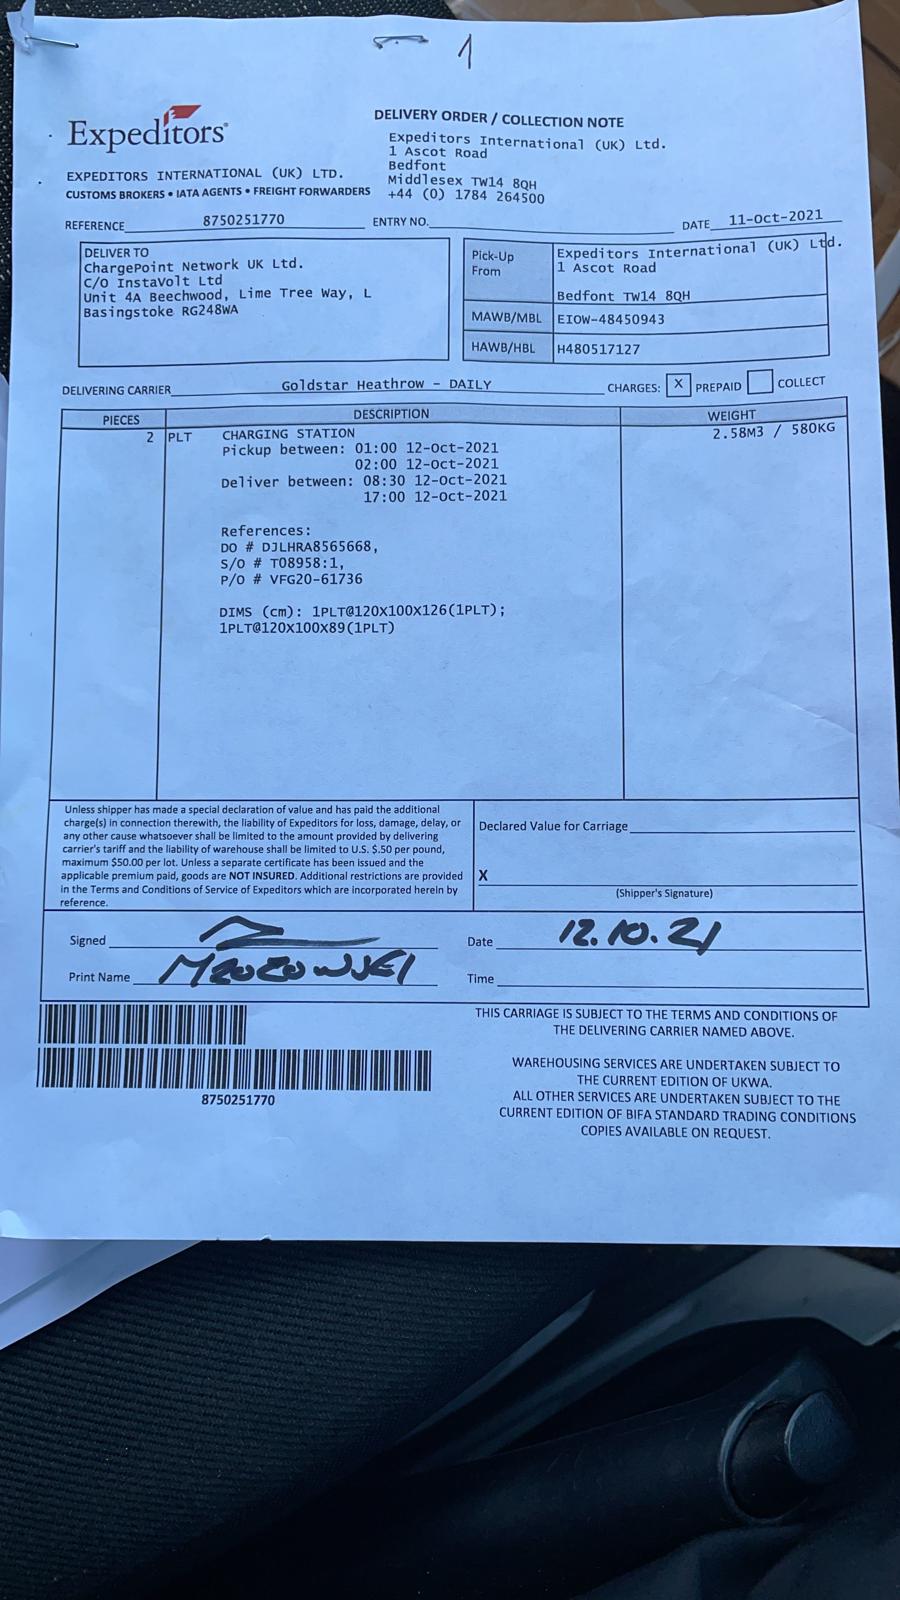 1
Expeditors®
EXPEDITORS INTERNATIONAL (UK) LTD.
CUSTOMS BROKERS • IATA AGENTS • FREIGHT FORWARDERS
DELIVERY ORDER / COLLECTION NOTE
Expeditors International (UK) Ltd.
1 Ascot Road
Bedfont
Middlesex TW14 8QH
+44 (0) 1784 264500
REFERENCE 8750251770 ENTRY NO. DATE 11-Oct-2021
DELIVER TO
ChargePoint Network UK Ltd.
C/O InstaVolt Ltd
Unit 4A Beechwood, Lime Tree Way, L
Basingstoke RG248WA
Pick-Up From
Expeditors International (UK) Ltd.
1 Ascot Road
Bedfont TW14 8QH
MAWB/MBL EIOW-48450943
HAWB/HBL H480517127
DELIVERING CARRIER Goldstar Heathrow - DAILY CHARGES: X PREPAID COLLECT
PIECES DESCRIPTION WEIGHT
2 PLT CHARGING STATION 2.58M3 / 580KG
Pickup between: 01:00 12-Oct-2021
02:00 12-Oct-2021
Deliver between: 08:30 12-Oct-2021
17:00 12-Oct-2021
References:
DO # DJLHRA8565668,
S/O # T08958:1,
P/O # VFG20-61736
DIMS (cm): 1PLT@120X100X126(1PLT);
1PLT@120X100X89(1PLT)
Unless shipper has made a special declaration of value and has paid the additional
charge(s) in connection therewith, the liability of Expeditors for loss, damage, delay, or
any other cause whatsoever shall be limited to the amount provided by delivering
carrier's tariff and the liability of warehouse shall be limited to U.S. $.50 per pound,
maximum $50.00 per lot. Unless a separate certificate has been issued and the
applicable premium paid, goods are NOT INSURED. Additional restrictions are provided
in the Terms and Conditions of Service of Expeditors which are incorporated herein by
reference.
Declared Value for Carriage
X
(Shipper's Signature)
Signed
Date 12.10.21
Print Name MROZOWSKI
Time
8750251770
THIS CARRIAGE IS SUBJECT TO THE TERMS AND CONDITIONS OF
THE DELIVERING CARRIER NAMED ABOVE.
WAREHOUSING SERVICES ARE UNDERTAKEN SUBJECT TO
THE CURRENT EDITION OF UKWA.
ALL OTHER SERVICES ARE UNDERTAKEN SUBJECT TO THE
CURRENT EDITION OF BIFA STANDARD TRADING CONDITIONS
COPIES AVAILABLE ON REQUEST.